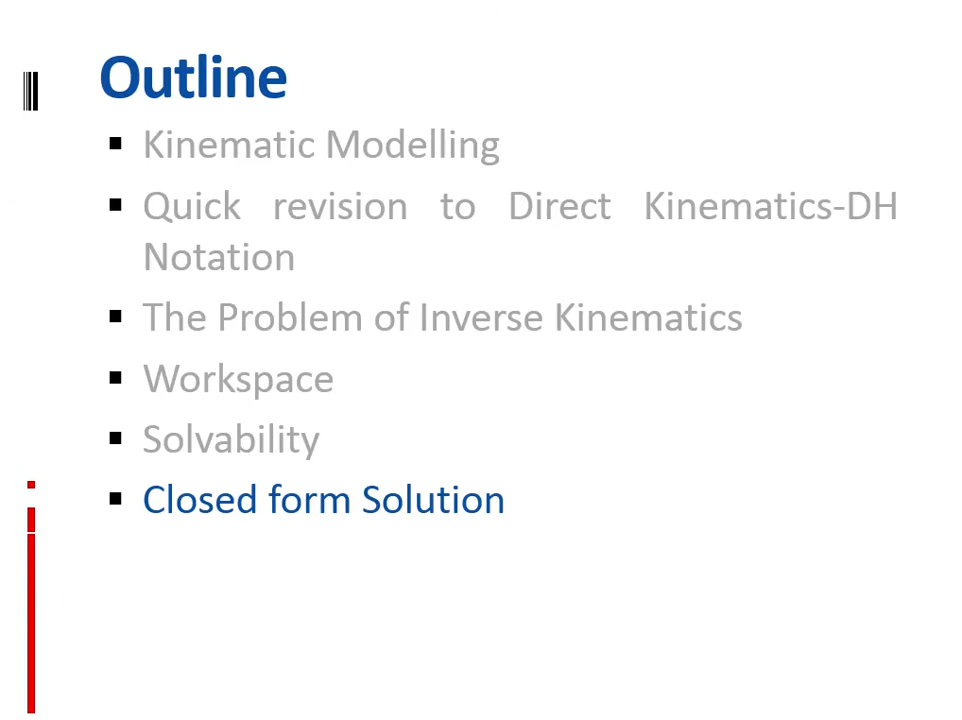 Outline
Kinematic Modelling
Quick revision to Direct Kinematics-DH
Notation
The Problem of Inverse Kinematics
Workspace
Solvability
Closed form Solution